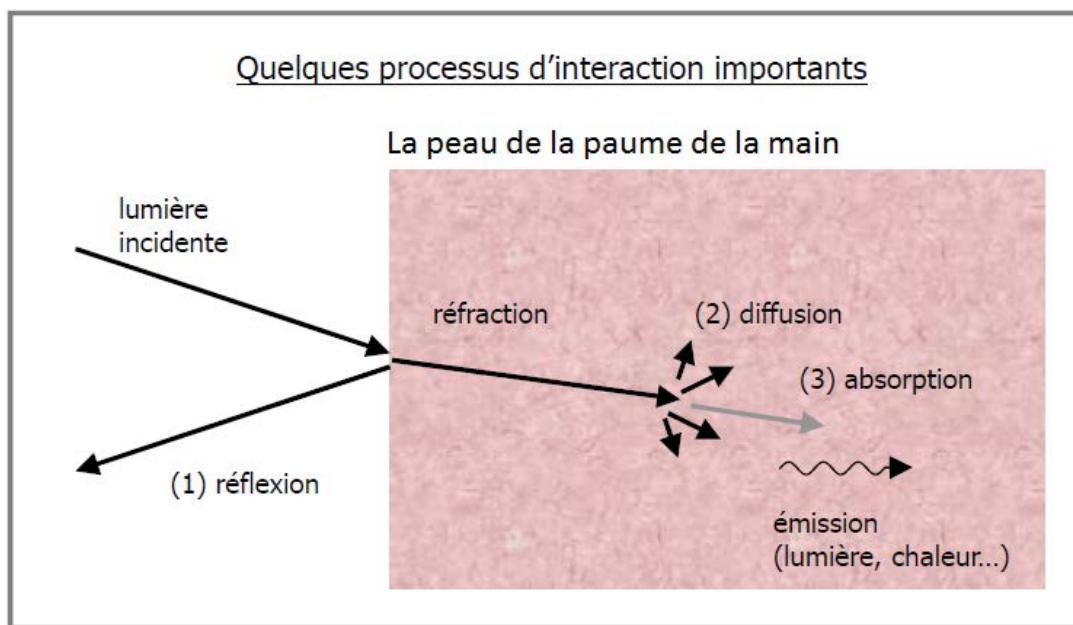 Quelques processus d’interaction importants
La peau de la paume de la main
lumière
incidente
réfraction
(2) diffusion
(3) absorption
(1) réflexion
émission
(lumière, chaleur...)